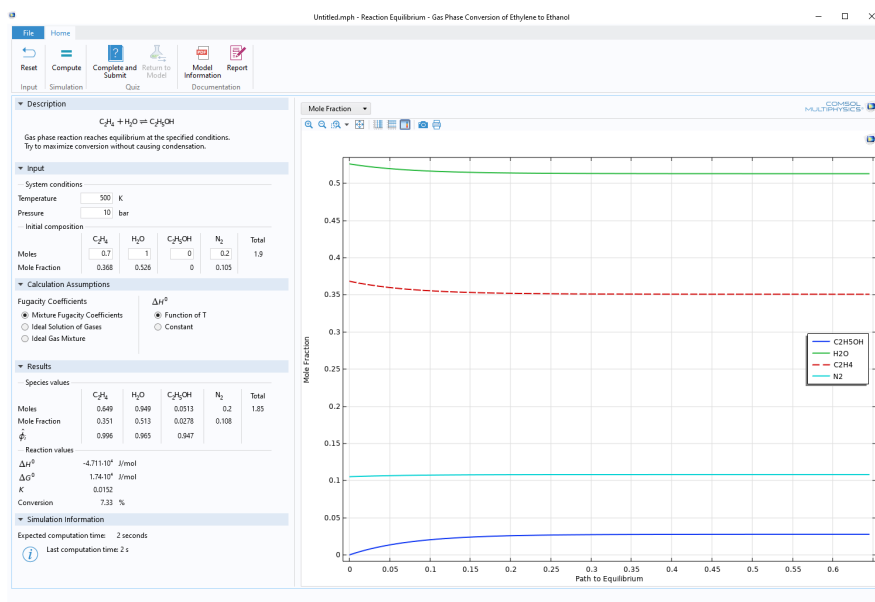 Untitled.mph - Reaction Equilibrium - Gas Phase Conversion of Ethylene to Ethanol
File Home
Reset Compute Complete and Submit Return to Model Model Information Report
Input Simulation Quiz Documentation
Description
C₂H₄ + H₂O ⇌ C₂H₅OH
Gas phase reaction reaches equilibrium at the specified conditions.
Try to maximize conversion without causing condensation.
Input
System conditions
Temperature 500 K
Pressure 10 bar
Initial composition
C₂H₄ H₂O C₂H₅OH N₂ Total
Moles 0.7 1 0 0.2 1.9
Mole Fraction 0.368 0.526 0 0.105
Calculation Assumptions
Fugacity Coefficients ΔH⁰
Mixture Fugacity Coefficients Function of T
Ideal Solution of Gases Constant
Ideal Gas Mixture
Results
Species values
C₂H₄ H₂O C₂H₅OH N₂ Total
Moles 0.649 0.949 0.0513 0.2 1.85
Mole Fraction 0.351 0.513 0.0278 0.108
ϕ̂ᵢ 0.996 0.965 0.947
Reaction values
ΔH⁰ -4.711·10⁴ J/mol
ΔG⁰ 1.74·10⁴ J/mol
K 0.0152
Conversion 7.33 %
Simulation Information
Expected computation time: 2 seconds
Last computation time: 2 s
Mole Fraction
COMSOL
MULTIPHYSICS®
0.5
0.45
0.4
0.35
0.3
0.25
0.2
0.15
0.1
0.05
0
Mole Fraction
C2H5OH
H2O
C2H4
N2
0 0.05 0.1 0.15 0.2 0.25 0.3 0.35 0.4 0.45 0.5 0.55 0.6
Path to Equilibrium